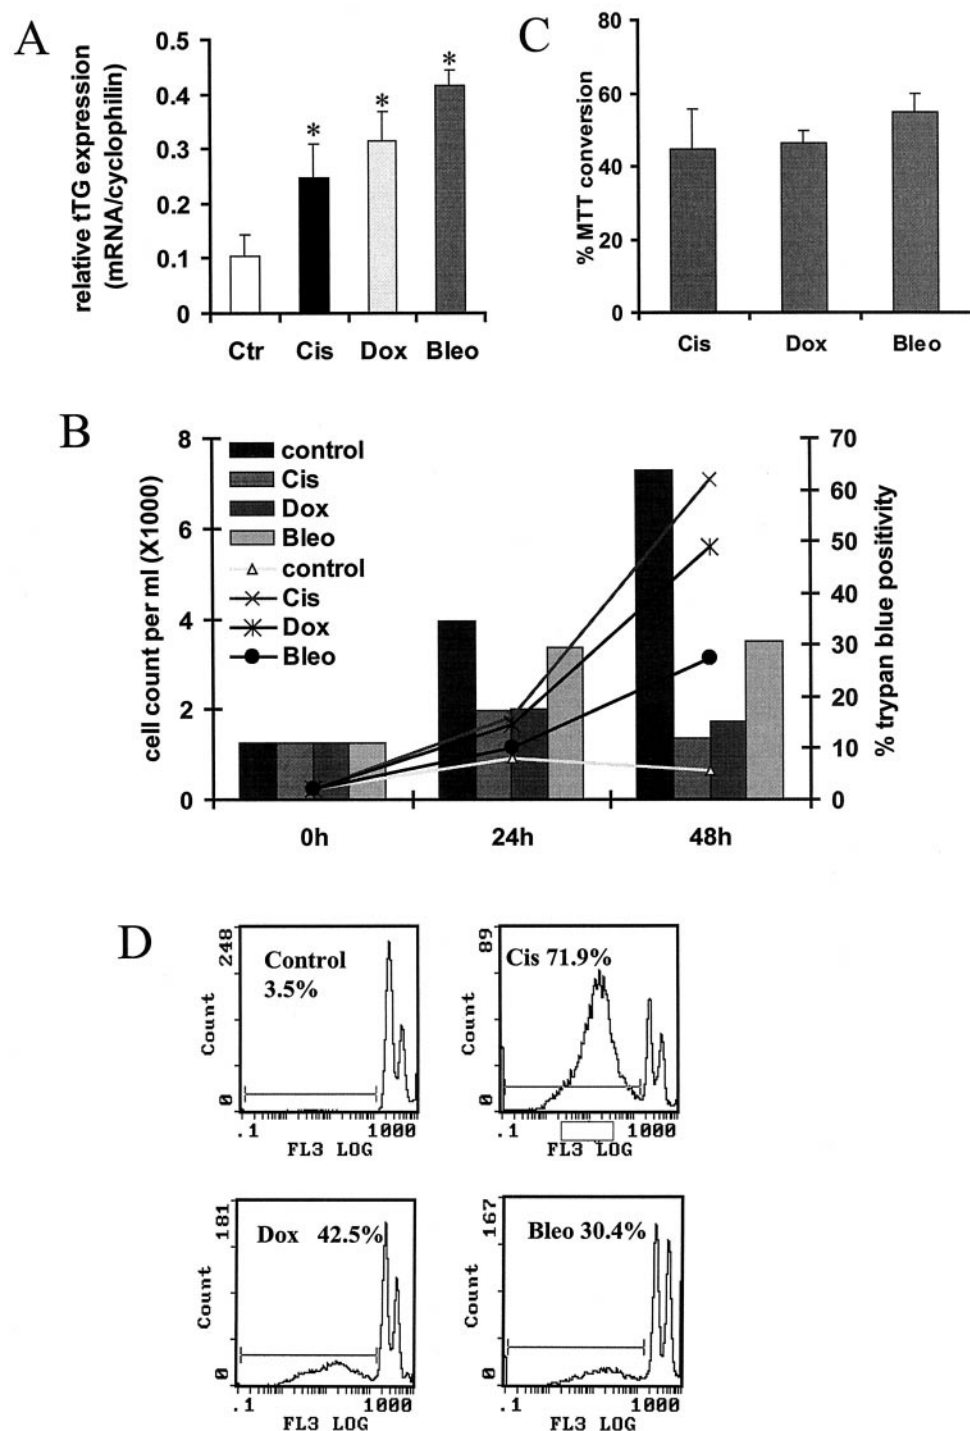 A
relative tTG expression
(mRNA/cyclophilin)
0.5
0.4
0.3
0.2
0.1
0
*
*
*
Ctr Cis Dox Bleo
C
% MTT conversion
80
60
40
20
0
Cis Dox Bleo
B
cell count per ml (X1000)
8
6
4
2
0
control
Cis
Dox
Bleo
control
Cis
Dox
Bleo
0h 24h 48h
70
60
50
40
30
20
10
0
% trypan blue positivity
D
Count
248
0
Control
3.5%
.1 1000
FL3 LOG
Count
89
0
Cis 71.9%
.1 1000
FL3 LOG
Count
181
0
Dox 42.5%
.1 1000
FL3 LOG
Count
167
0
Bleo 30.4%
.1 1000
FL3 LOG